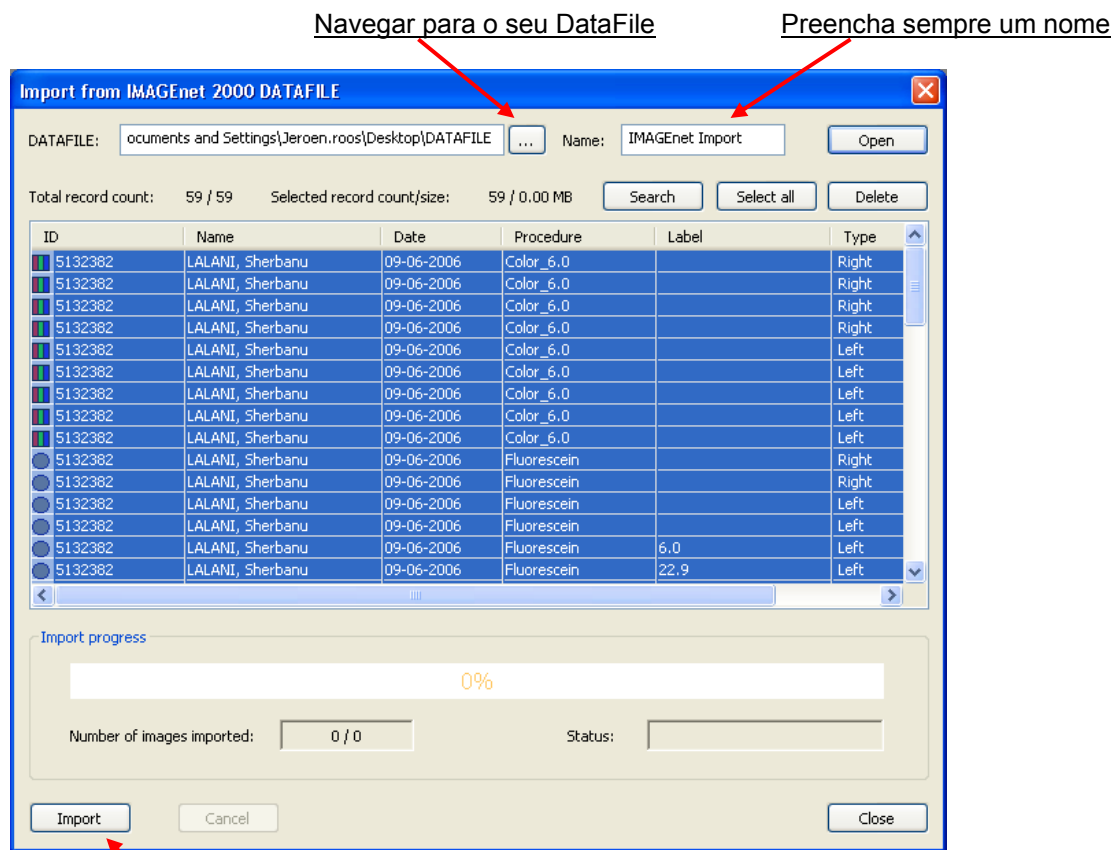 Navegar para o seu DataFile Preencha sempre um nome
Import from IMAGEnet 2000 DATAFILE
DATAFILE: ocuments and Settings\Jeroen.roos\Desktop\DATAFILE ... Name: IMAGEnet Import Open
Total record count: 59 / 59 Selected record count/size: 59 / 0.00 MB Search Select all Delete
ID Name Date Procedure Label Type
5132382 LALANI, Sherbanu 09-06-2006 Color_6.0 Right
5132382 LALANI, Sherbanu 09-06-2006 Color_6.0 Right
5132382 LALANI, Sherbanu 09-06-2006 Color_6.0 Right
5132382 LALANI, Sherbanu 09-06-2006 Color_6.0 Right
5132382 LALANI, Sherbanu 09-06-2006 Color_6.0 Left
5132382 LALANI, Sherbanu 09-06-2006 Color_6.0 Left
5132382 LALANI, Sherbanu 09-06-2006 Color_6.0 Left
5132382 LALANI, Sherbanu 09-06-2006 Color_6.0 Left
5132382 LALANI, Sherbanu 09-06-2006 Color_6.0 Left
5132382 LALANI, Sherbanu 09-06-2006 Fluorescein Right
5132382 LALANI, Sherbanu 09-06-2006 Fluorescein Right
5132382 LALANI, Sherbanu 09-06-2006 Fluorescein Left
5132382 LALANI, Sherbanu 09-06-2006 Fluorescein Left
5132382 LALANI, Sherbanu 09-06-2006 Fluorescein 6.0 Left
5132382 LALANI, Sherbanu 09-06-2006 Fluorescein 22.9 Left
Import progress
0%
Number of images imported: 0 / 0 Status:
Import Cancel Close